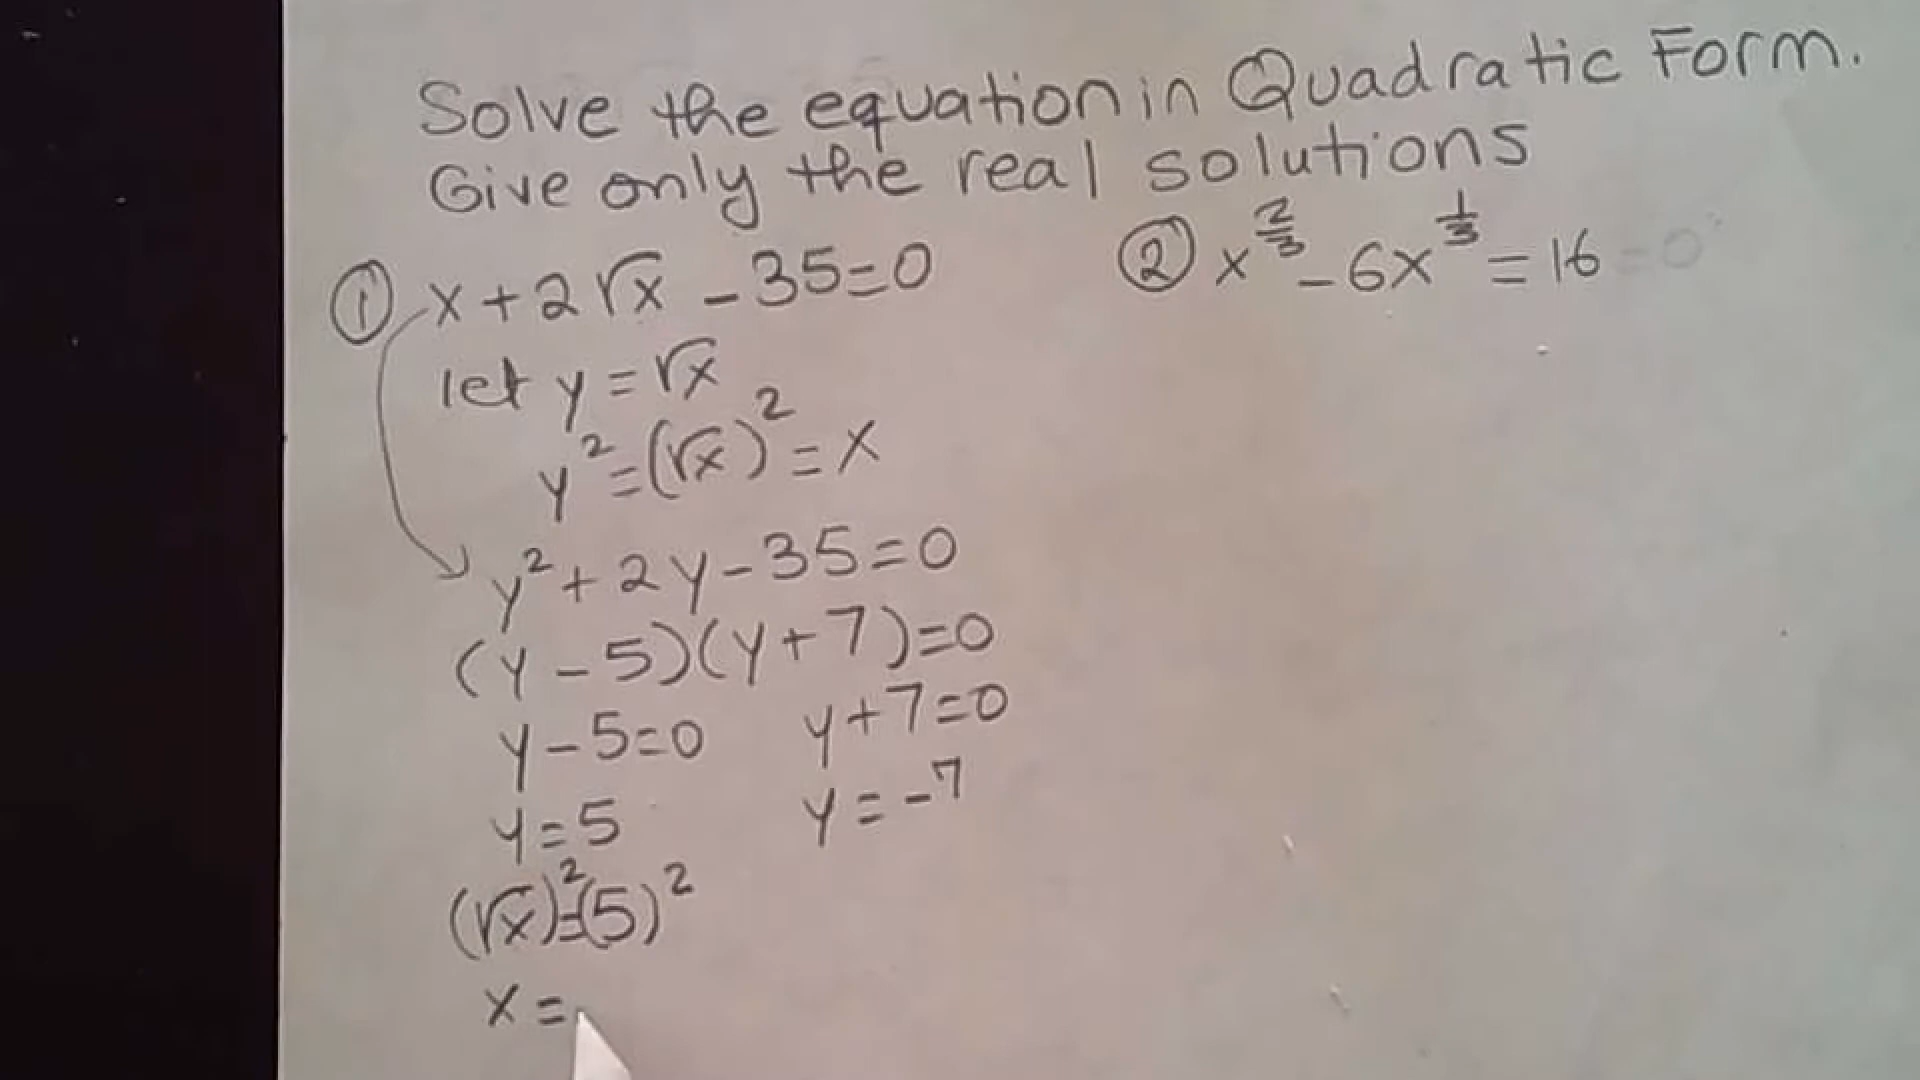 Solve the equation in Quadratic Form.
Give only the real solutions
① x + 2√x - 35 = 0
② x^(2/3) - 6x^(1/3) = 16 = 0
let y = √x
y² = (√x)² = x
y² + 2y - 35 = 0
(y - 5)(y + 7) = 0
y - 5 = 0 y + 7 = 0
y = 5 y = -7
(√x)² = (5)²
x =